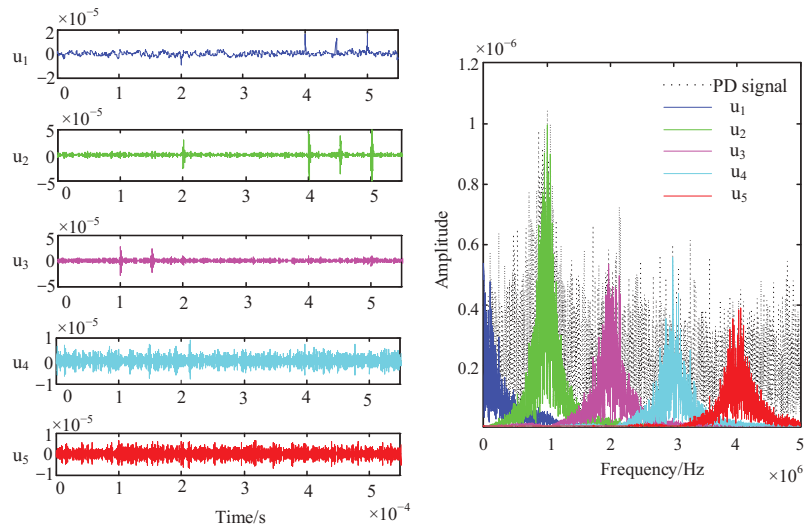 ×10⁻⁵
u₁
2
0
−2
0 1 2 3 4 5
×10⁻⁵
u₂
5
0
−5
0 1 2 3 4 5
×10⁻⁵
u₃
5
0
−5
0 1 2 3 4 5
×10⁻⁵
u₄
1
0
−1
0 1 2 3 4 5
×10⁻⁵
u₅
1
0
−1
0 1 2 3 4 5
Time/s
×10⁻⁴
×10⁻⁶
1.2
1
0.8
0.6
0.4
0.2
Amplitude
PD signal
u₁
u₂
u₃
u₄
u₅
0 1 2 3 4 5
Frequency/Hz
×10⁶